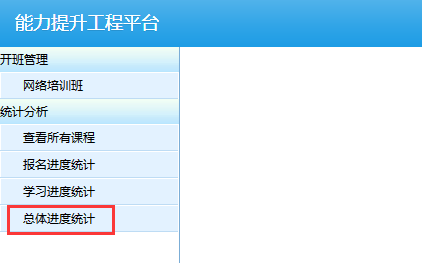 能力提升工程平台
开班管理
网络培训班
统计分析
查看所有课程
报名进度统计
学习进度统计
总体进度统计